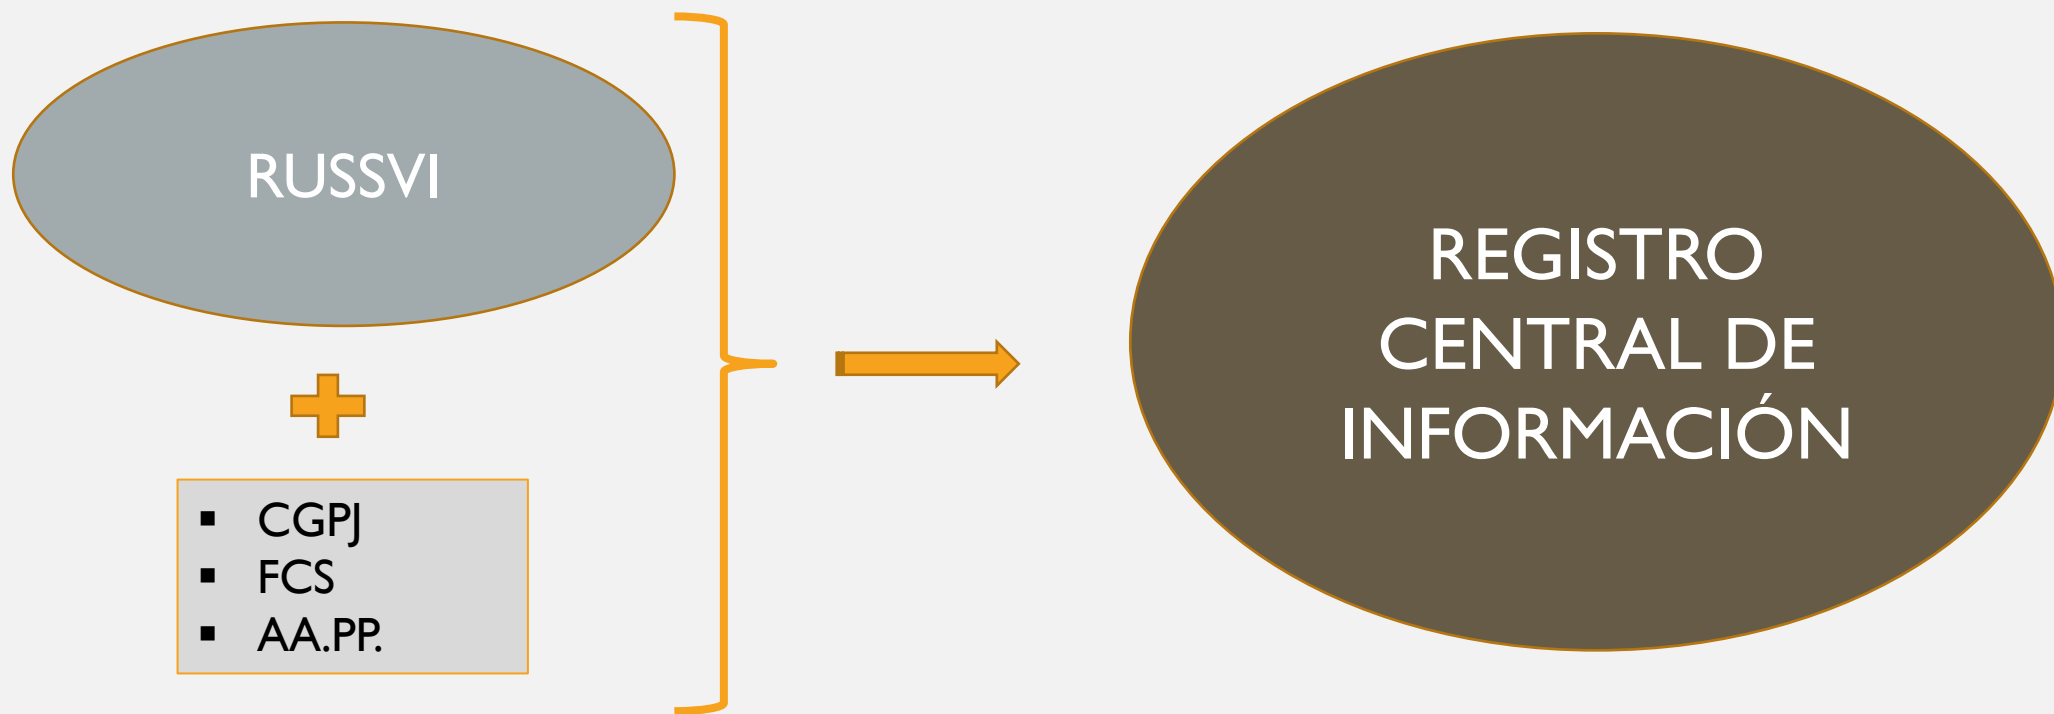 RUSSVI
▪ CGPJ
▪ FCS
▪ AA.PP.
REGISTRO
CENTRAL DE
INFORMACIÓN